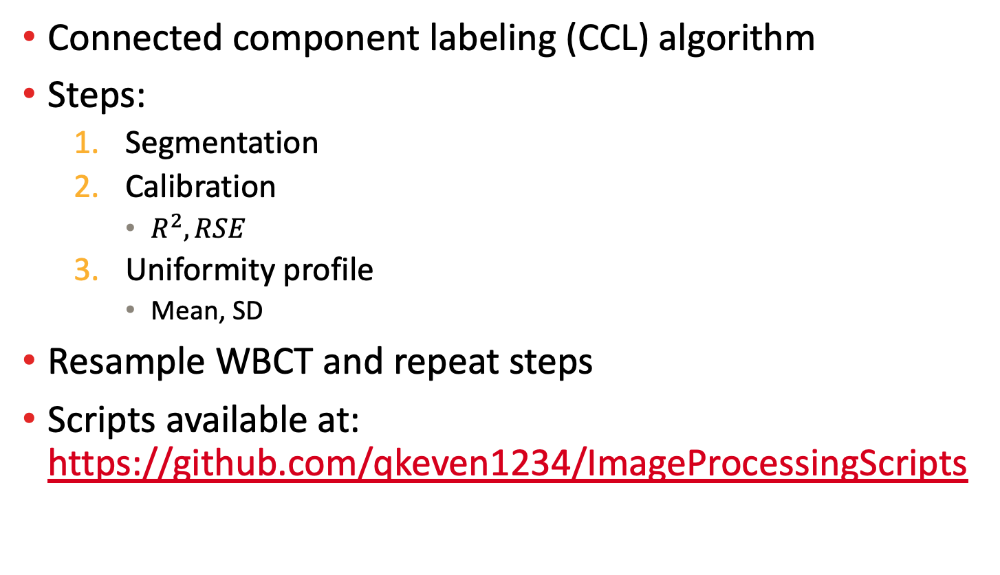 • Connected component labeling (CCL) algorithm
• Steps:
1. Segmentation
2. Calibration
• R², RSE
3. Uniformity profile
• Mean, SD
• Resample WBCT and repeat steps
• Scripts available at:
https://github.com/qkeven1234/ImageProcessingScripts